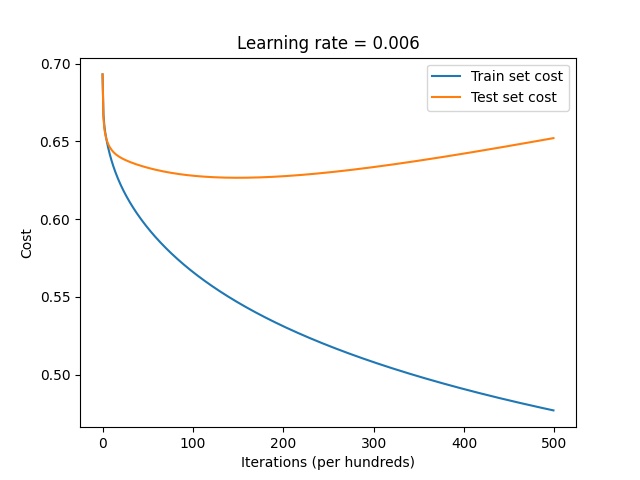 Learning rate = 0.006
Train set cost
Test set cost
0.70
0.65
0.60
0.55
0.50
Cost
0 100 200 300 400 500
Iterations (per hundreds)